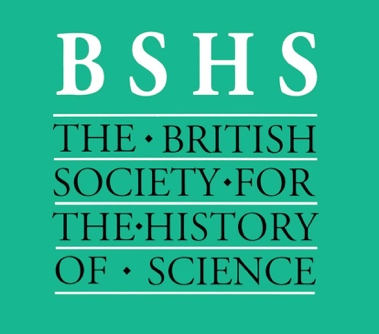 BSHS
THE · BRITISH
SOCIETY · FOR
THE · HISTORY
OF · SCIENCE